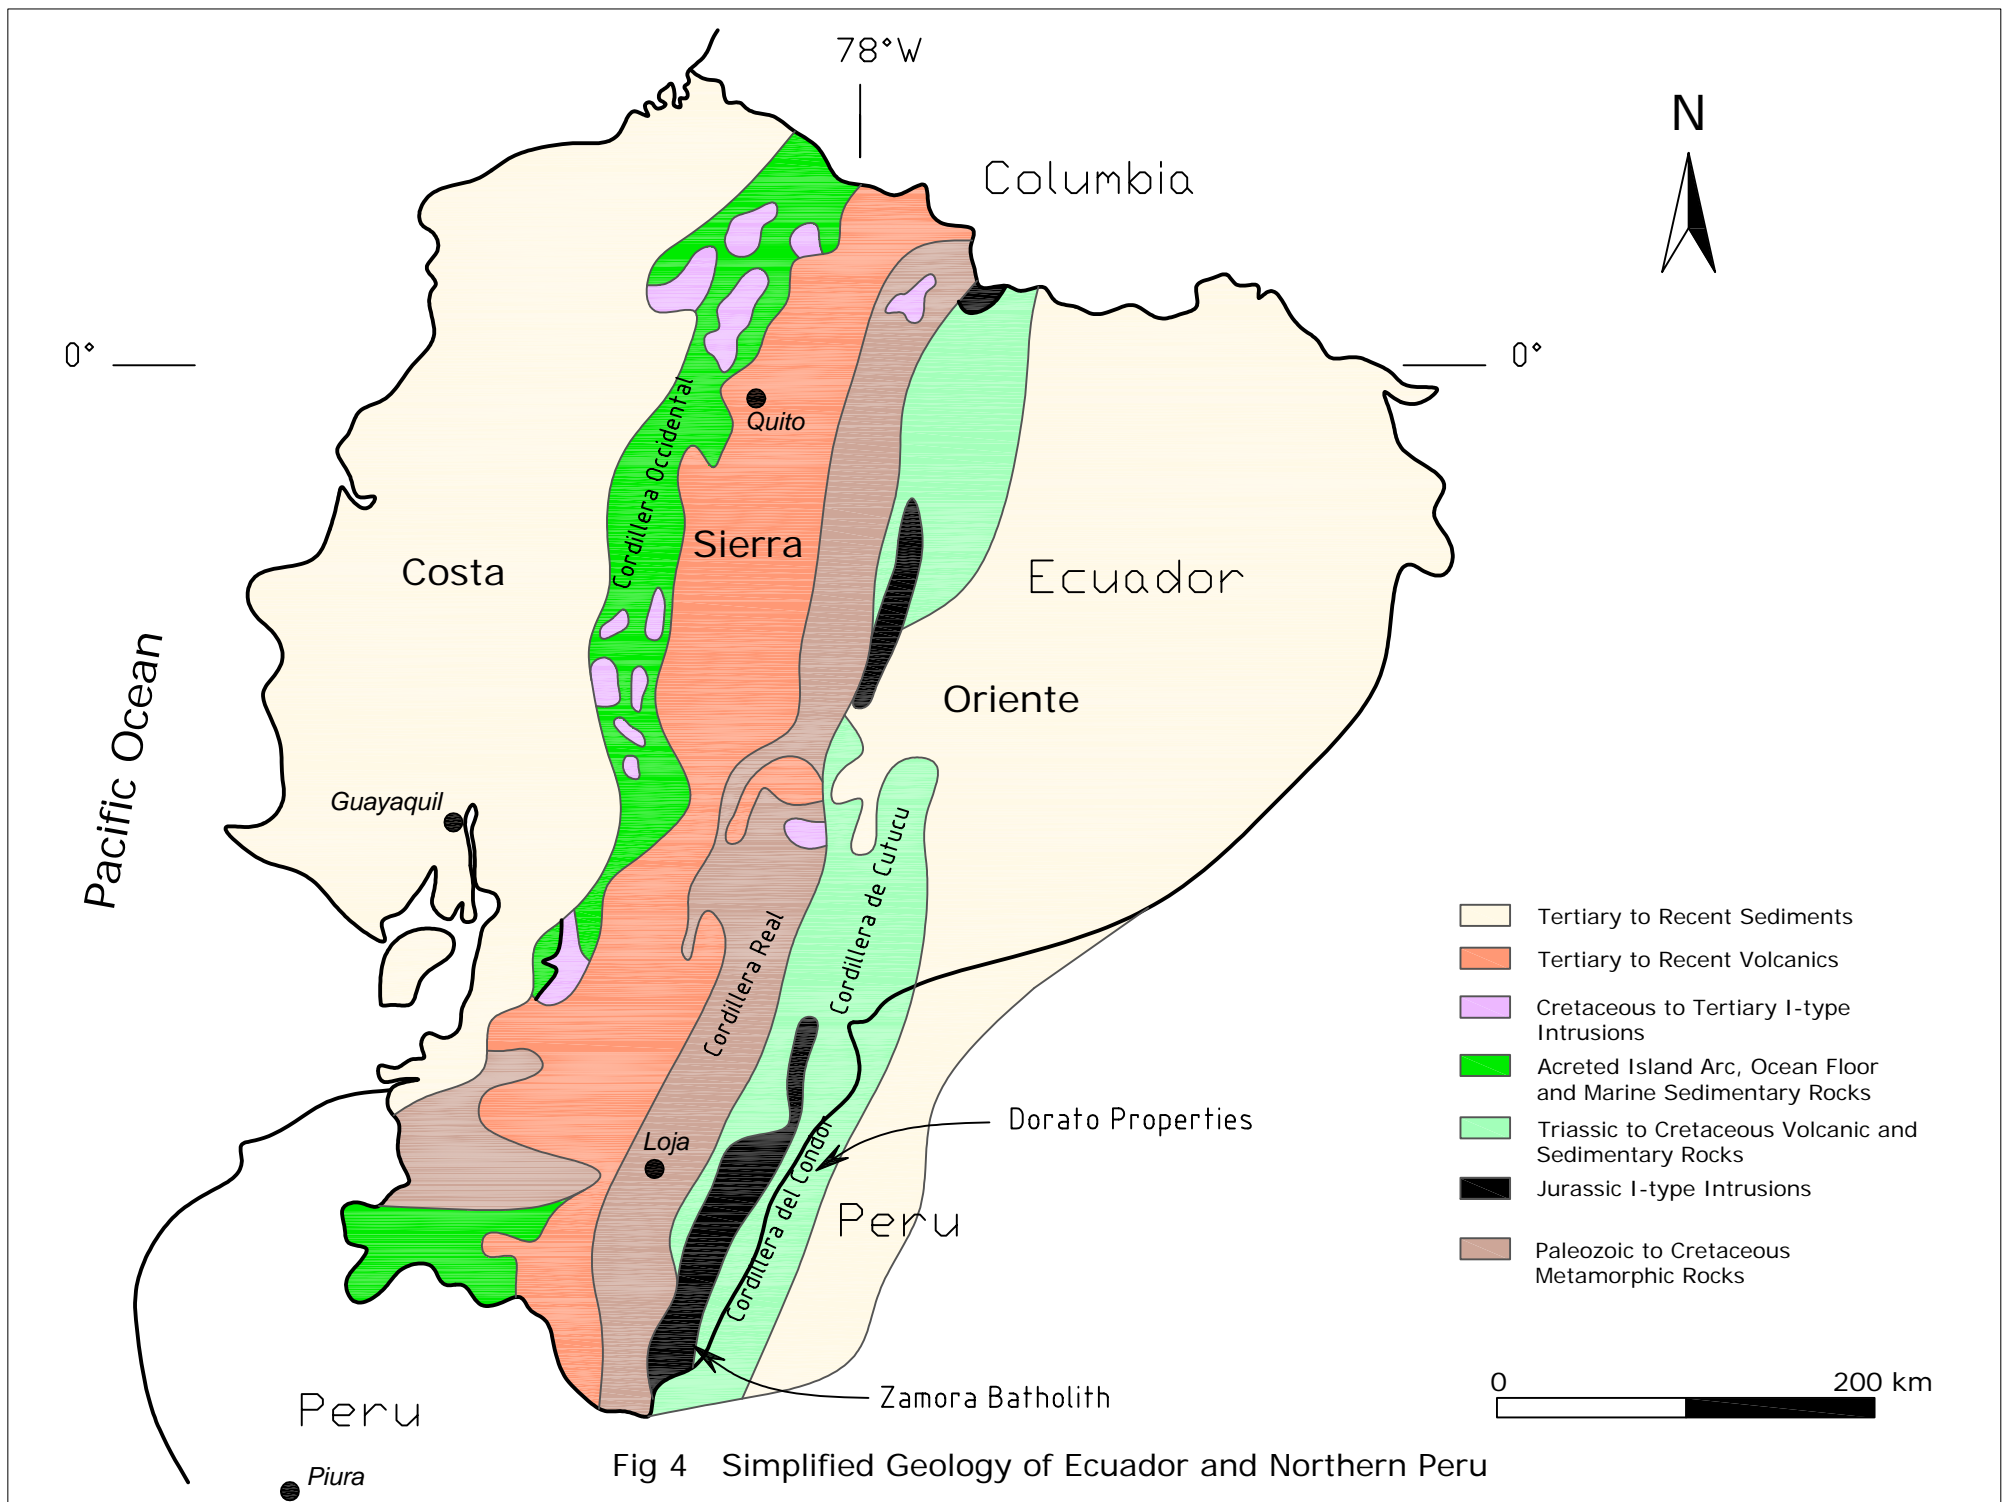 78°W
N
Columbia
0°
0°
Cordillera Occidental
Quito
Sierra
Costa
Ecuador
Pacific Ocean
Oriente
Guayaquil
Cordillera de Cutucu
Cordillera Real
Tertiary to Recent Sediments
Tertiary to Recent Volcanics
Cretaceous to Tertiary I-type
Intrusions
Acreted Island Arc, Ocean Floor
and Marine Sedimentary Rocks
Triassic to Cretaceous Volcanic and
Sedimentary Rocks
Jurassic I-type Intrusions
Paleozoic to Cretaceous
Metamorphic Rocks
Dorato Properties
Loja
Cordillera del Condor
Peru
0
200 km
Zamora Batholith
Peru
Fig 4 Simplified Geology of Ecuador and Northern Peru
Piura